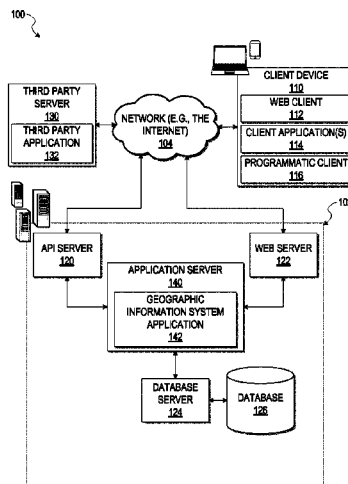 100
THIRD PARTY
SERVER
130
THIRD PARTY
APPLICATION
132
NETWORK (E.G., THE
INTERNET)
104
CLIENT DEVICE
110
WEB CLIENT
112
CLIENT APPLICATION(S)
114
PROGRAMMATIC CLIENT
116
10
API SERVER
120
WEB SERVER
122
APPLICATION SERVER
140
GEOGRAPHIC
INFORMATION SYSTEM
APPLICATION
142
DATABASE
SERVER
124
DATABASE
126